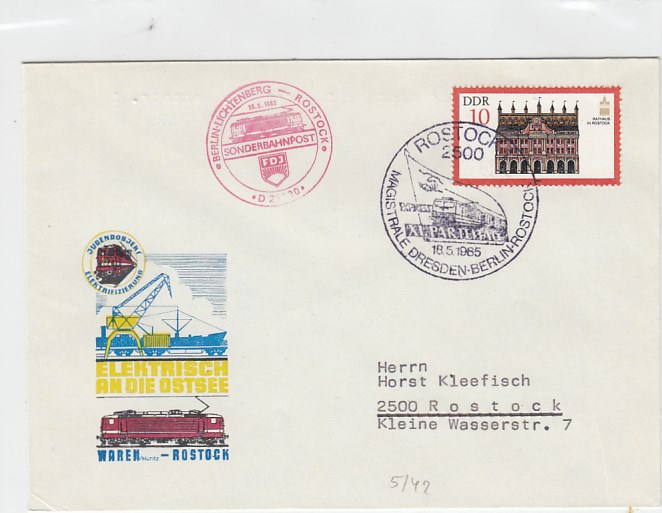 BERLIN-LICHTENBERG — ROSTOCK
18.5.1985
SONDERBAHNPOST
FDJ
DDR
10
RATHAUS
IN ROSTOCK
ROSTOCK
2500
XI. PARTEITAG
18.5.1985
MAGISTRALE DRESDEN-BERLIN-ROSTOCK
JUGENDOBJEKT
ELEKTRIFIZIERUNG
ELEKTRISCH
AN DIE OSTSEE
WAREN/Müritz — ROSTOCK
Herrn
Horst Kleefisch
2500 Rostock
Kleine Wasserstr. 7
5/42